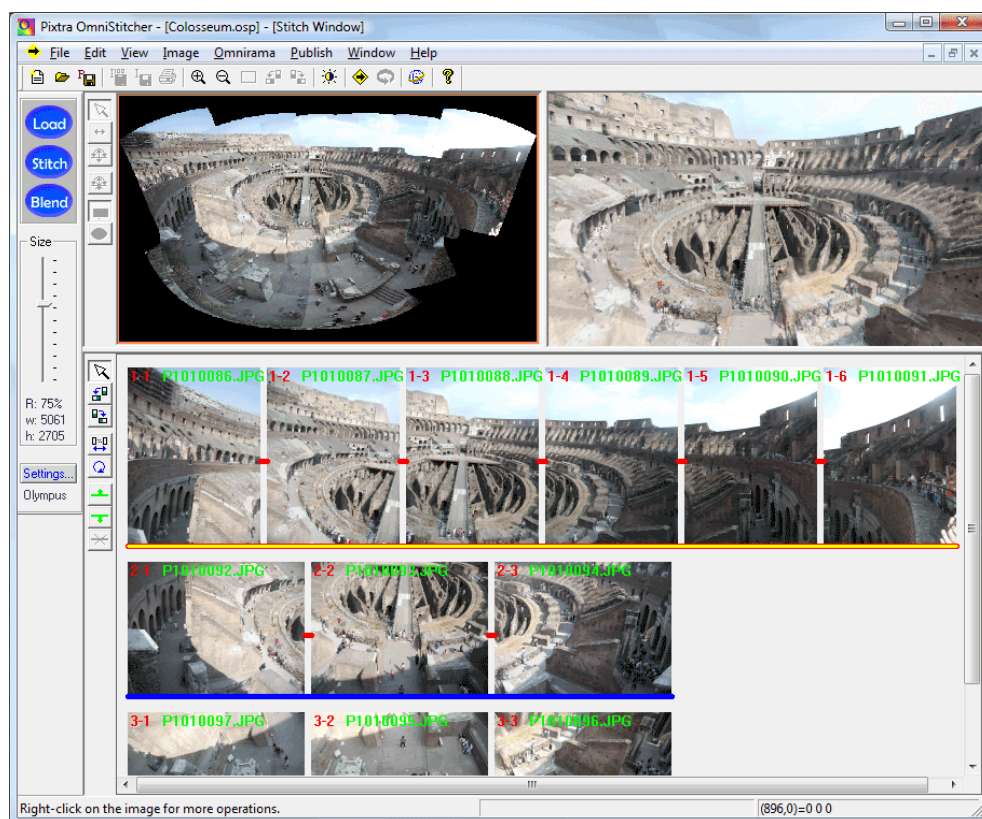 Pixtra OmniStitcher - [Colosseum.osp] - [Stitch Window]
File Edit View Image Omnirama Publish Window Help
Load
Stitch
Blend
Size
R: 75%
w: 5061
h: 2705
Settings...
Olympus
1-1 P1010086.JPG 1-2 P1010087.JPG 1-3 P1010088.JPG 1-4 P1010089.JPG 1-5 P1010090.JPG 1-6 P1010091.JPG
2-1 P1010092.JPG 2-2 P1010093.JPG 2-3 P1010094.JPG
3-1 P1010097.JPG 3-2 P1010095.JPG 3-3 P1010096.JPG
Right-click on the image for more operations.
(896,0)=0 0 0